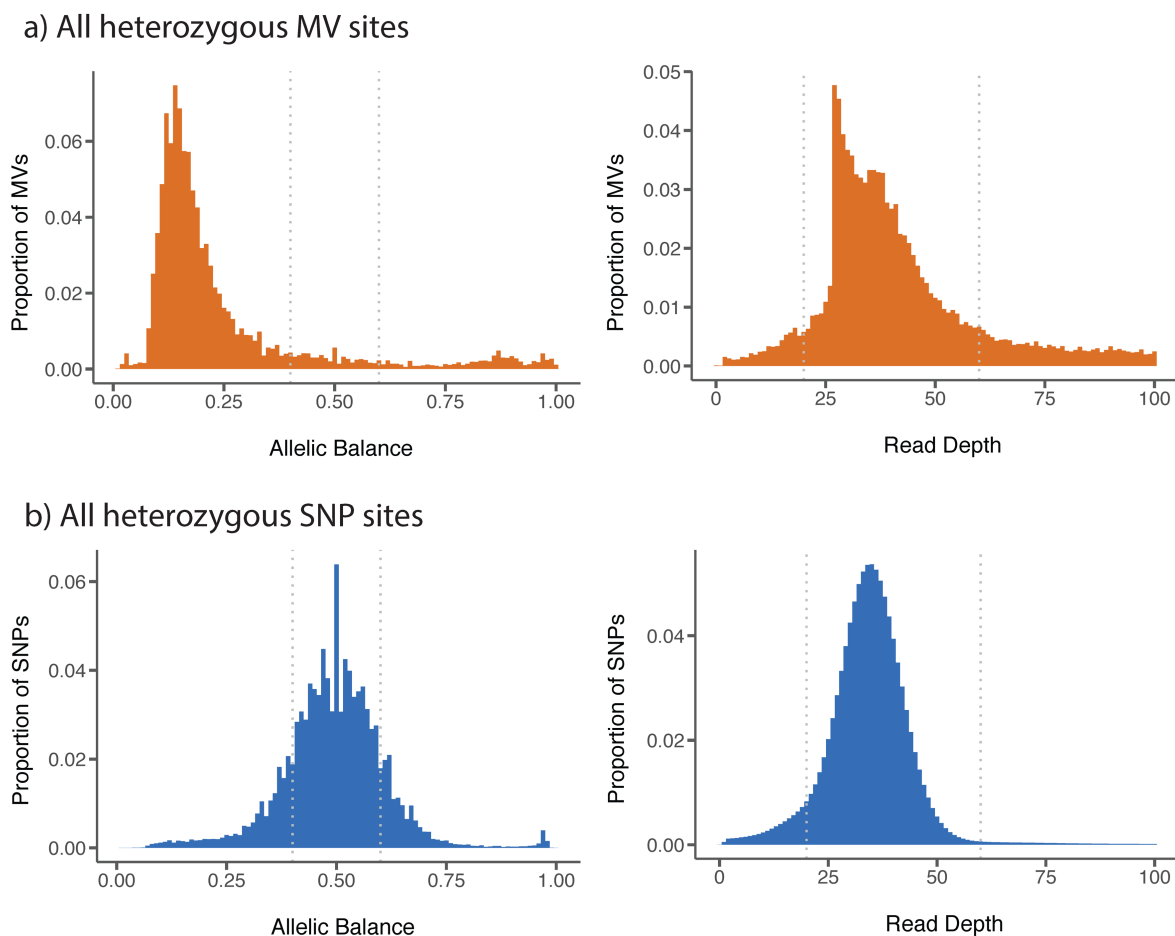 a) All heterozygous MV sites
Proportion of MVs
0.06
0.04
0.02
0.00
0.00 0.25 0.50 0.75 1.00
Allelic Balance
Proportion of MVs
0.05
0.04
0.03
0.02
0.01
0.00
0 25 50 75 100
Read Depth
b) All heterozygous SNP sites
Proportion of SNPs
0.06
0.04
0.02
0.00
0.00 0.25 0.50 0.75 1.00
Allelic Balance
Proportion of SNPs
0.04
0.02
0.00
0 25 50 75 100
Read Depth